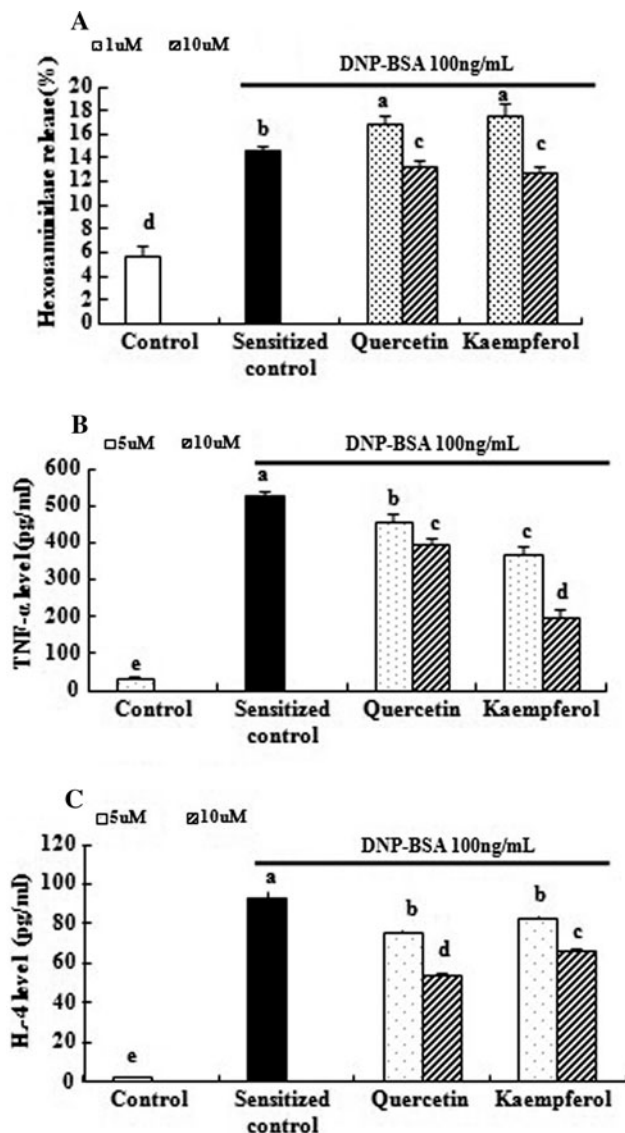 A
1uM 10uM
DNP-BSA 100ng/mL
Hexosaminidase release(%)
20
18
16
14
12
10
8
6
4
2
0
d
b
a
c
a
c
Control
Sensitized control
Quercetin
Kaempferol
B
5uM 10uM
DNP-BSA 100ng/mL
TNF-α level(pg/ml)
600
500
400
300
200
100
0
e
a
b
c
c
d
Control
Sensitized control
Quercetin
Kaempferol
C
5uM 10uM
DNP-BSA 100ng/mL
IL-4 level (pg/ml)
120
100
80
60
40
20
0
e
a
b
d
b
c
Control
Sensitized control
Quercetin
Kaempferol